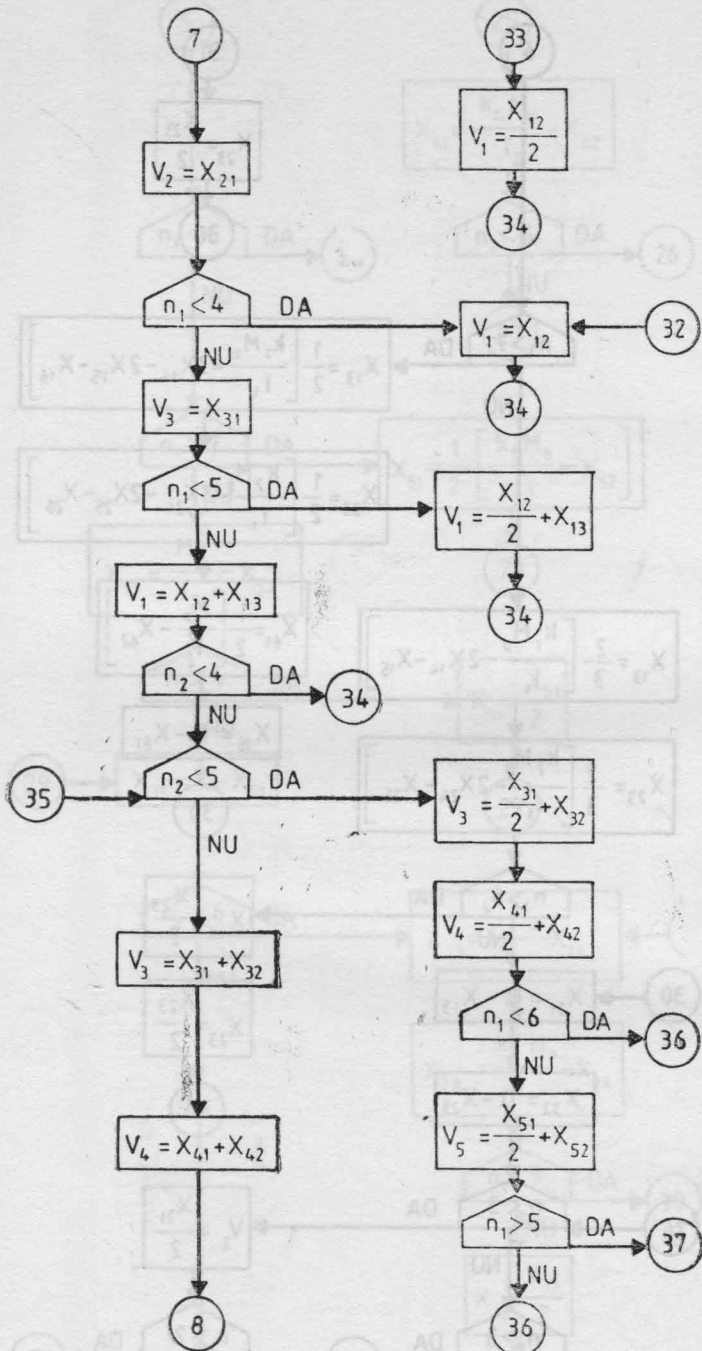 7
V₂ = X₂₁
n₁ < 4 DA
NU
V₃ = X₃₁
n₁ < 5 DA
NU
V₁ = X₁₂ + X₁₃
n₂ < 4 DA 34
NU
35 n₂ < 5 DA
NU
V₃ = X₃₁ + X₃₂
V₄ = X₄₁ + X₄₂
8
33
V₁ = X₁₂/2
34
V₁ = X₁₂ 32
34
V₁ = X₁₂/2 + X₁₃
34
V₃ = X₃₁/2 + X₃₂
V₄ = X₄₁/2 + X₄₂
n₁ < 6 DA 36
NU
V₅ = X₅₁/2 + X₅₂
n₁ > 5 DA 37
NU
36